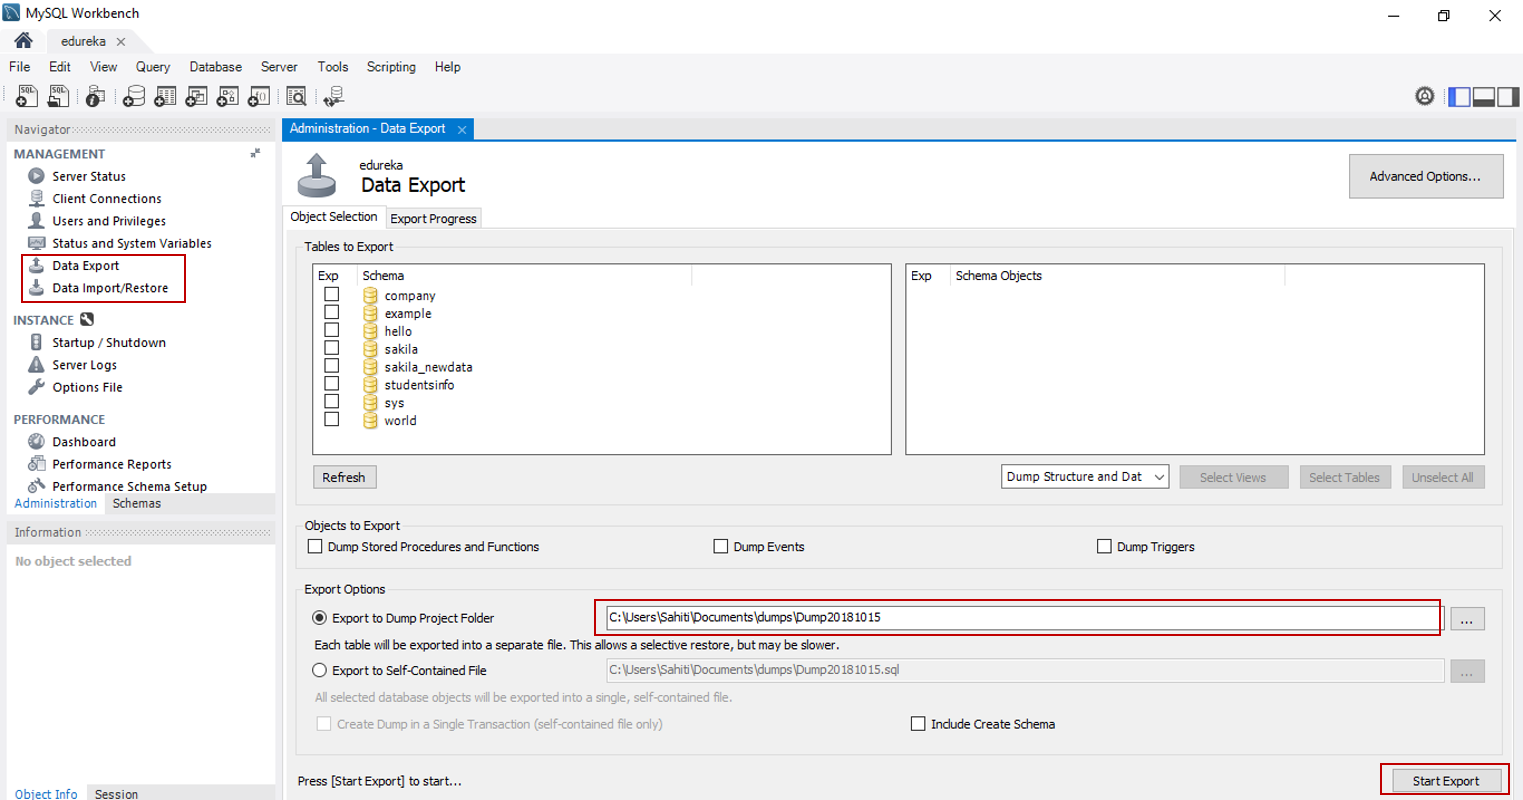 MySQL Workbench
edureka
File Edit View Query Database Server Tools Scripting Help
SQL SQL
Navigator
MANAGEMENT
Server Status
Client Connections
Users and Privileges
Status and System Variables
Data Export
Data Import/Restore
INSTANCE
Startup / Shutdown
Server Logs
Options File
PERFORMANCE
Dashboard
Performance Reports
Performance Schema Setup
Administration Schemas
Information
No object selected
Object Info Session
Administration - Data Export
edureka
Data Export
Advanced Options...
Object Selection Export Progress
Tables to Export
Exp Schema
company
example
hello
sakila
sakila_newdata
studentsinfo
sys
world
Exp Schema Objects
Refresh Dump Structure and Dat Select Views Select Tables Unselect All
Objects to Export
Dump Stored Procedures and Functions Dump Events Dump Triggers
Export Options
Export to Dump Project Folder C:\Users\Sahiti\Documents\dumps\Dump20181015 ...
Each table will be exported into a separate file. This allows a selective restore, but may be slower.
Export to Self-Contained File C:\Users\Sahiti\Documents\dumps\Dump20181015.sql ...
All selected database objects will be exported into a single, self-contained file.
Create Dump in a Single Transaction (self-contained file only) Include Create Schema
Press [Start Export] to start... Start Export